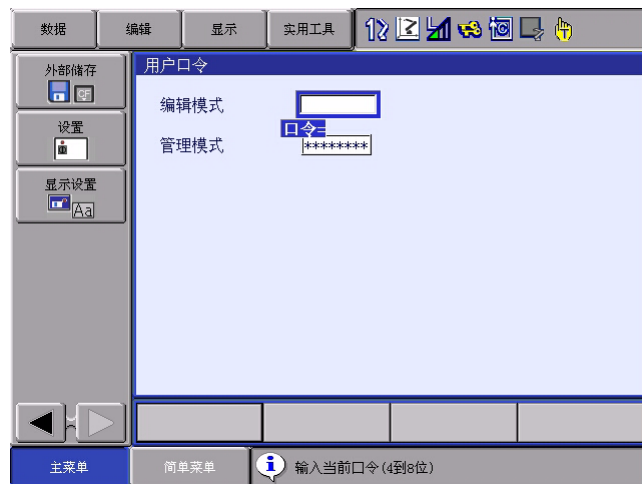 数据 编辑 显示 实用工具
外部储存
CF
设置
显示设置
Aa
用户口令
编辑模式
口令=
管理模式 ********
主菜单 简单菜单 输入当前口令(4到8位)